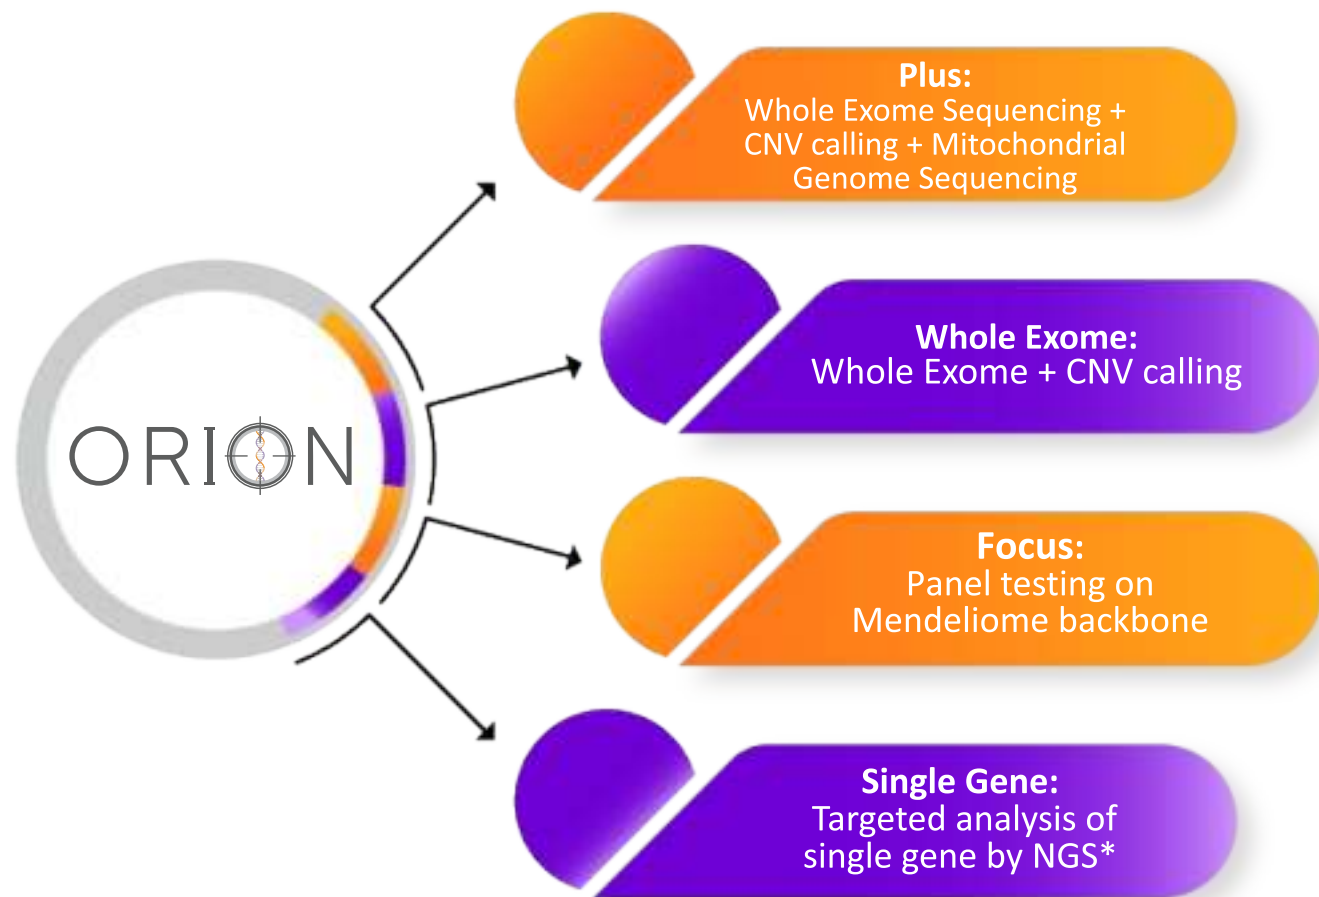 Plus:
Whole Exome Sequencing +
CNV calling + Mitochondrial
Genome Sequencing
ORION
Whole Exome:
Whole Exome + CNV calling
Focus:
Panel testing on
Mendeliome backbone
Single Gene:
Targeted analysis of
single gene by NGS*